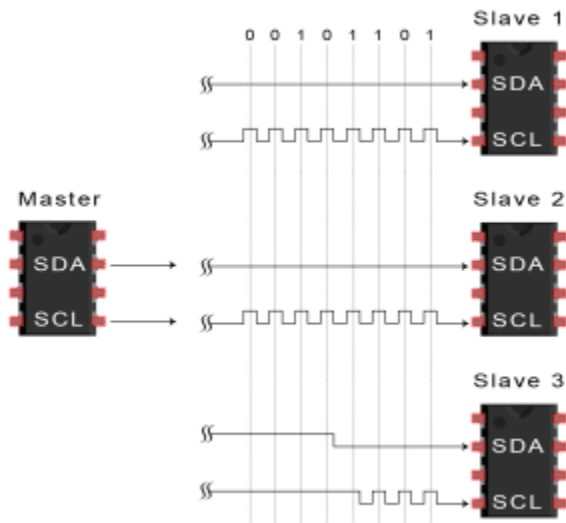 Slave 1
0 0 1 0 1 1 0 1
SDA
SCL
Master
SDA
SCL
Slave 2
SDA
SCL
Slave 3
SDA
SCL